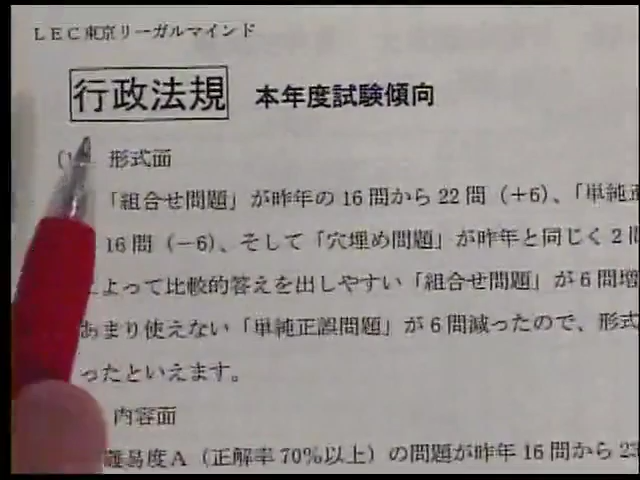 LEC東京リーガルマインド
行政法規 本年度試験傾向
形式面
「組合せ問題」が昨年の16問から22問(+6)、「単純正
16問(-6)、そして「穴埋め問題」が昨年と同じく2問
よって比較的答えを出しやすい「組合せ問題」が6問増
あまり使えない「単純正誤問題」が6問減ったので、形式
ったといえます。
内容面
難易度A(正解率70%以上)の問題が昨年16問から23